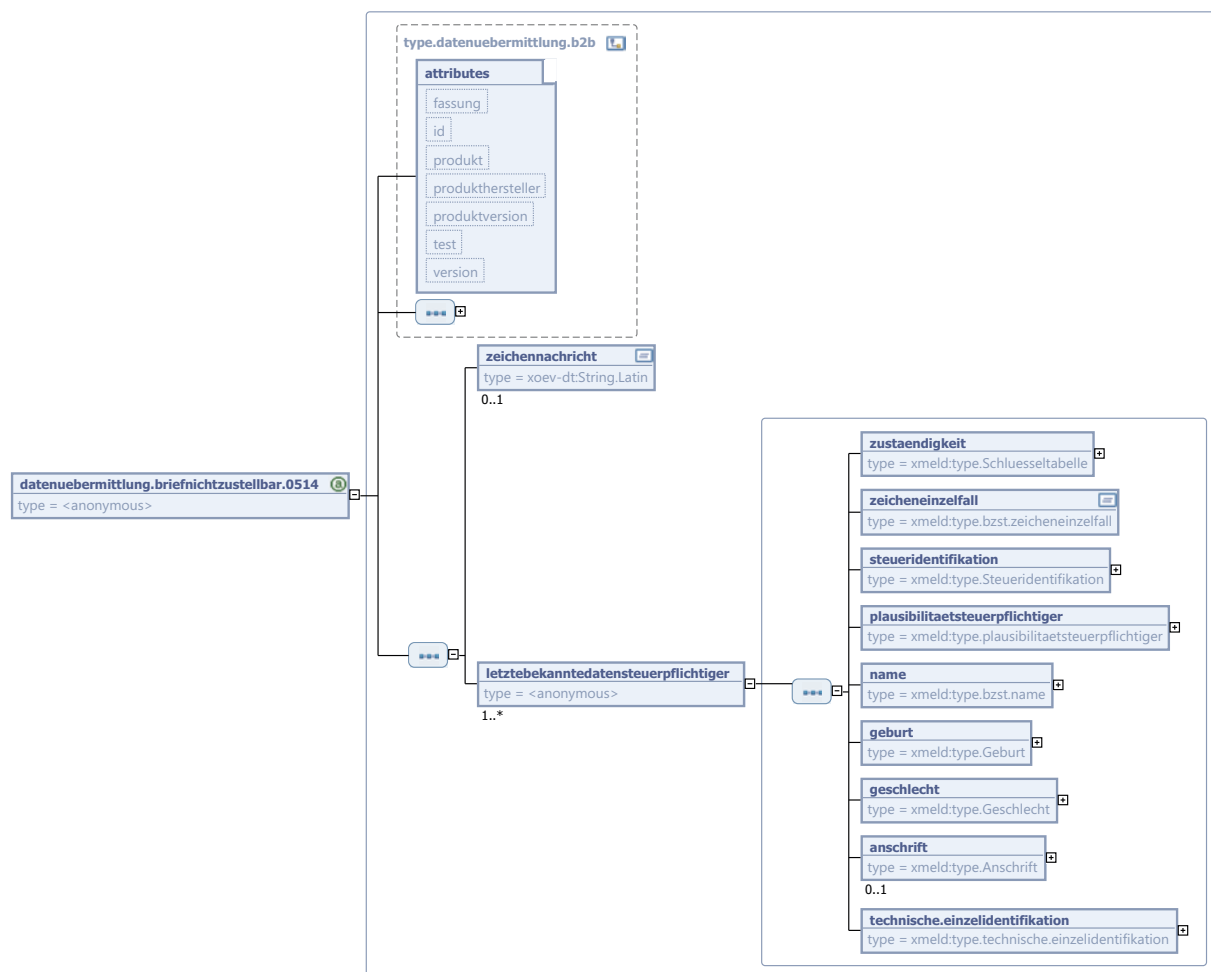 type.datenuebermittlung.b2b
attributes
fassung
id
produkt
produkthersteller
produktversion
test
version
zeichennachricht
type = xoev-dt:String.Latin
0..1
datenuebermittlung.briefnichtzustellbar.0514
type = <anonymous>
letztebekanntedatensteuerpflichtiger
type = <anonymous>
1..*
zustaendigkeit
type = xmeld:type.Schluesseltabelle
zeicheneinzelfall
type = xmeld:type.bzst.zeicheneinzelfall
steueridentifikation
type = xmeld:type.Steueridentifikation
plausibilitaetsteuerpflichtiger
type = xmeld:type.plausibilitaetsteuerpflichtiger
name
type = xmeld:type.bzst.name
geburt
type = xmeld:type.Geburt
geschlecht
type = xmeld:type.Geschlecht
anschrift
type = xmeld:type.Anschrift
0..1
technische.einzelidentifikation
type = xmeld:type.technische.einzelidentifikation